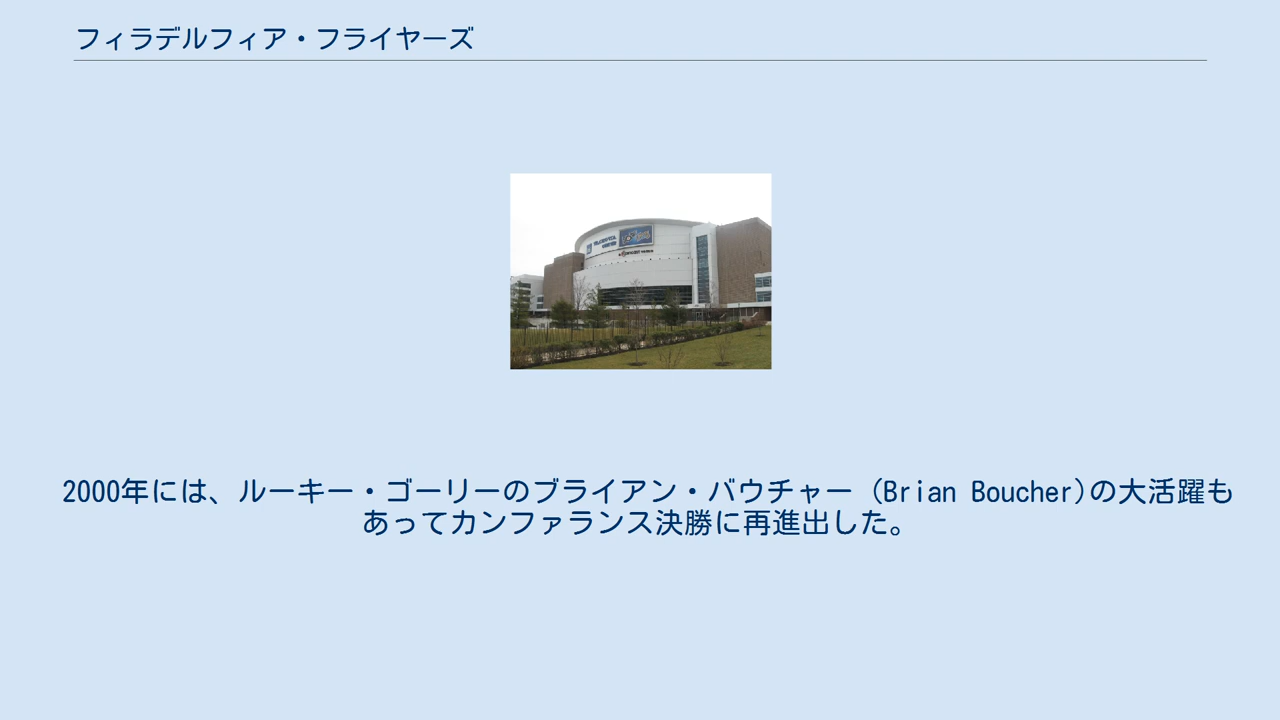 フィラデルフィア・フライヤーズ
2000年には、ルーキー・ゴーリーのブライアン・バウチャー (Brian Boucher)の大活躍も
あってカンファランス決勝に再進出した。